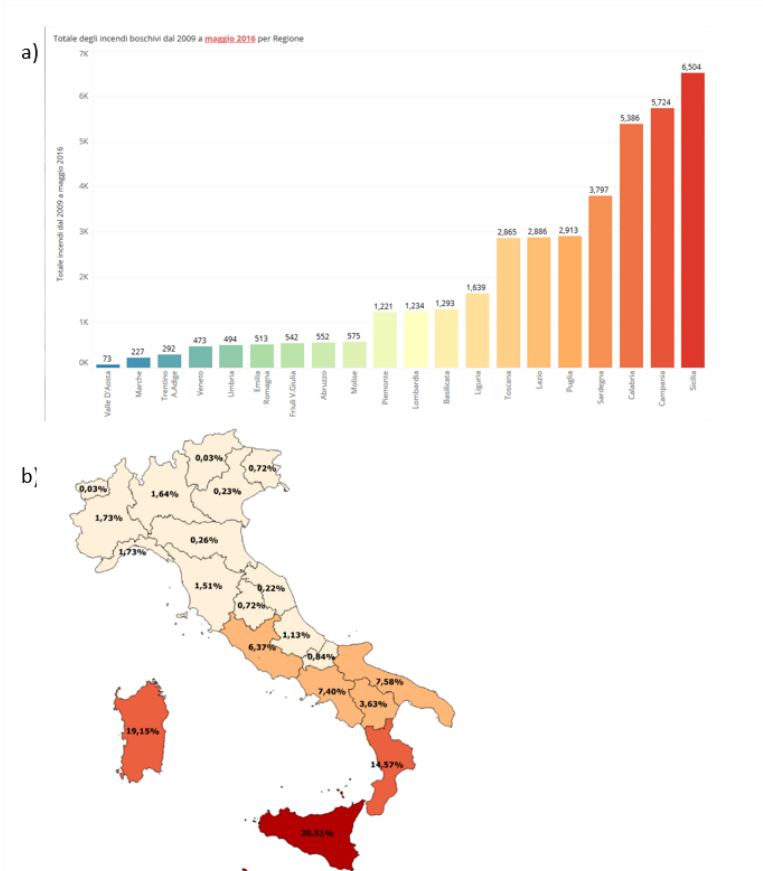 a)
Totale degli incendi boschivi dal 2009 a maggio 2016 per Regione
Totale incendi dal 2009 a maggio 2016
7K
6K
5K
4K
3K
2K
1K
0K
73
227
292
473
494
513
542
552
575
1,221
1,234
1,293
1,639
2,865
2,886
2,913
3,797
5,386
5,724
6,504
Valle D'Aosta
Marche
Trentino
A.Adige
Veneto
Umbria
Emilia
Romagna
Friuli V.Giulia
Abruzzo
Molise
Piemonte
Lombardia
Basilicata
Liguria
Toscana
Lazio
Puglia
Sardegna
Calabria
Campania
Sicilia
b)
0,03%
0,72%
0,03%
1,64%
0,23%
1,73%
0,26%
1,73%
1,51%
0,22%
0,72%
1,13%
6,37%
0,84%
7,58%
7,40%
3,63%
19,15%
14,57%
30,51%